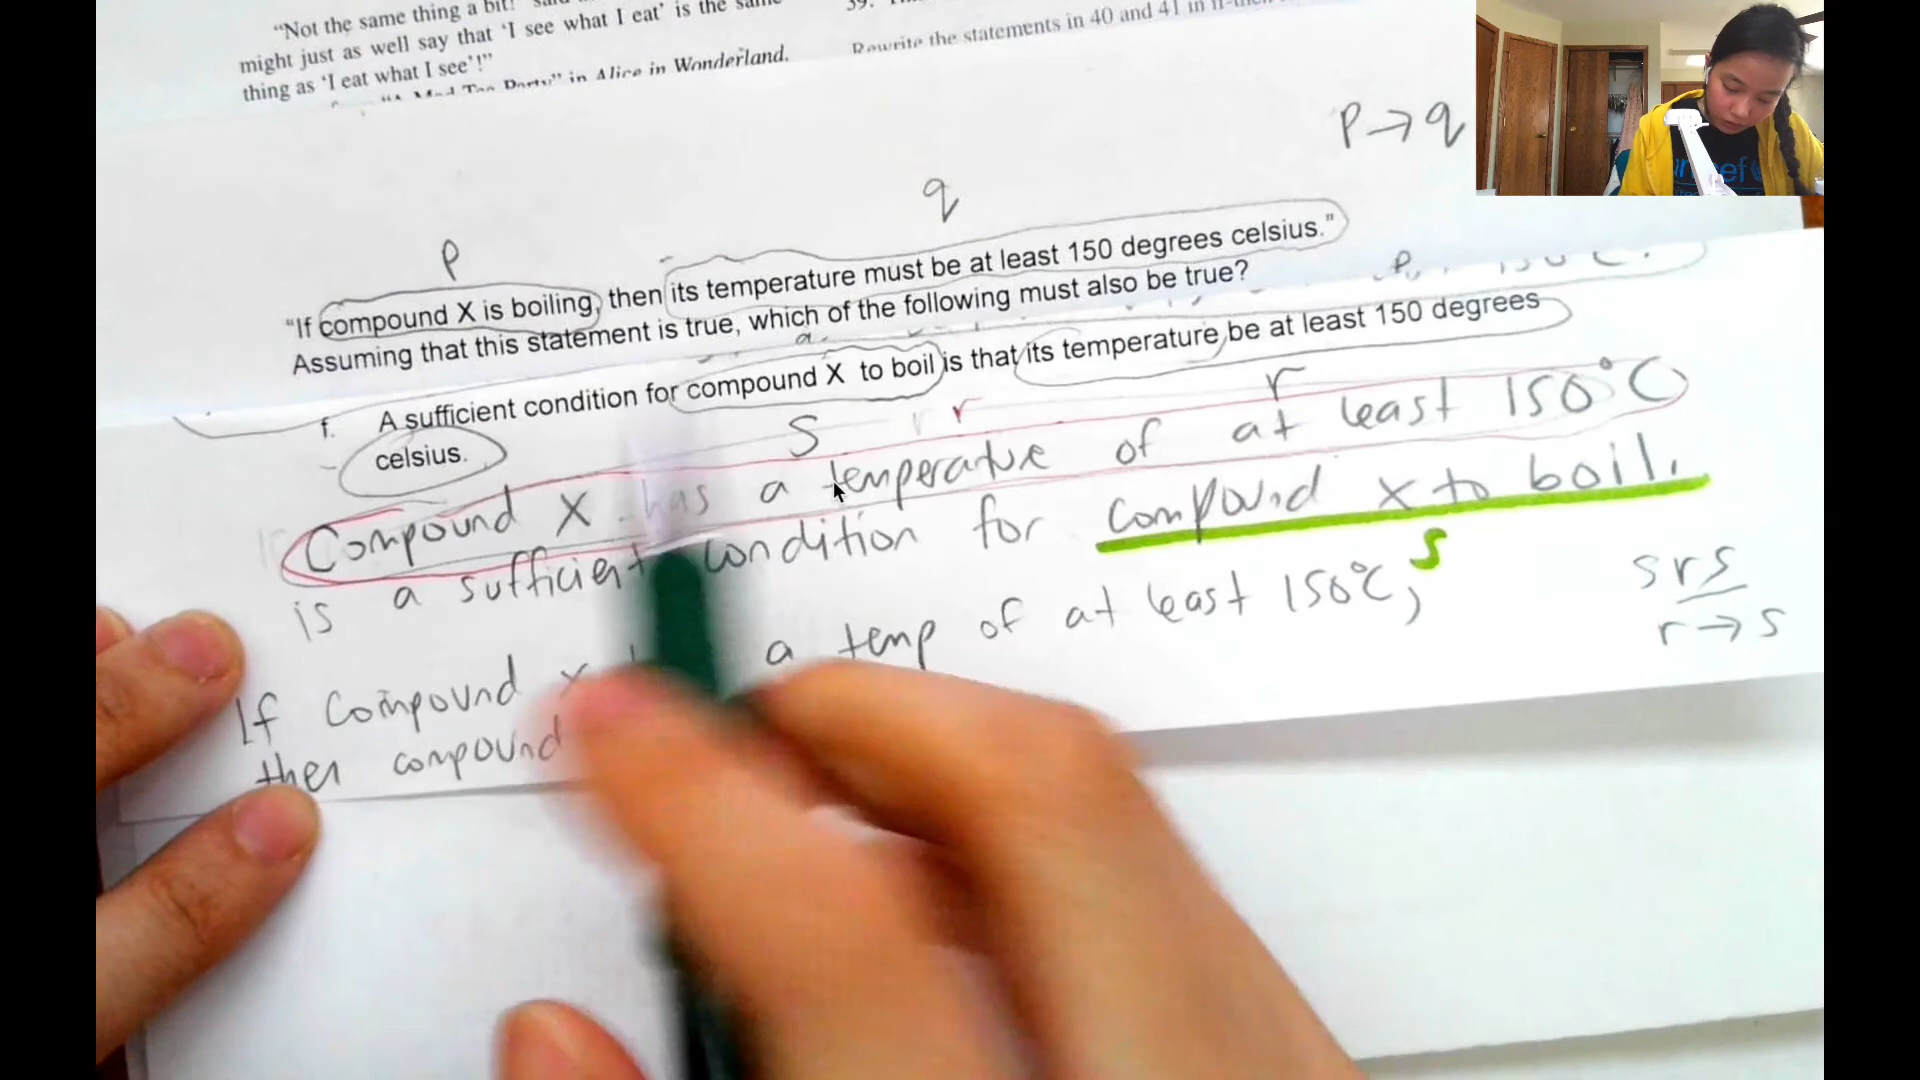 "Not the same thing a bit!"
might just as well say that 'I see what I eat' is the same
thing as 'I eat what I see'!"
in Alice in Wonderland.
39.
Rewrite the statements in 40 and 41 in
p → q
q
p
"If compound X is boiling, then its temperature must be at least 150 degrees celsius."
Assuming that this statement is true, which of the following must also be true?
f. A sufficient condition for compound X to boil is that its temperature be at least 150 degrees
celsius.
s r r
Compound X has a temperature of at least 150°C
is a sufficient condition for compound x to boil.
s
If compound x a temp of at least 150°C,
then compound
s r s
r → s